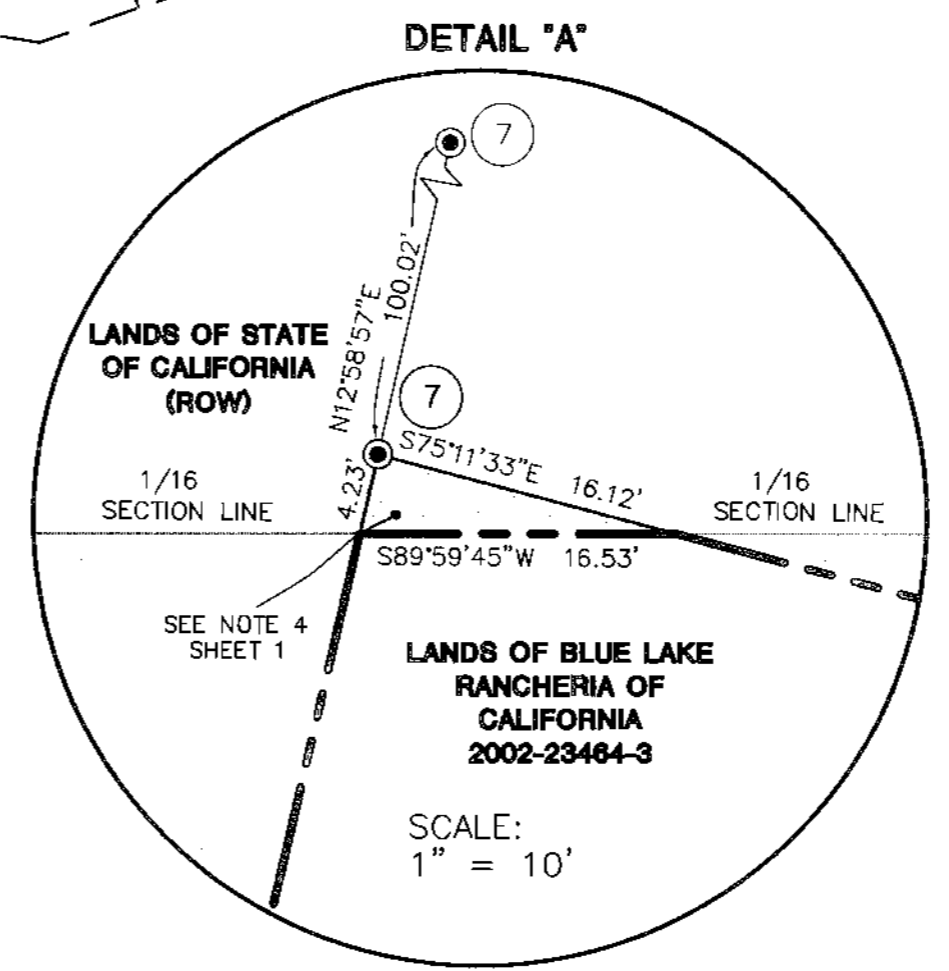 DETAIL "A"
7
100.02'
N12°58'57"E
LANDS OF STATE
OF CALIFORNIA
(ROW)
7
S75°11'33"E 16.12'
4.23'
1/16
SECTION LINE
1/16
SECTION LINE
S89°59'45"W 16.53'
SEE NOTE 4
SHEET 1
LANDS OF BLUE LAKE
RANCHERIA OF
CALIFORNIA
2002-23464-3
SCALE:
1" = 10'